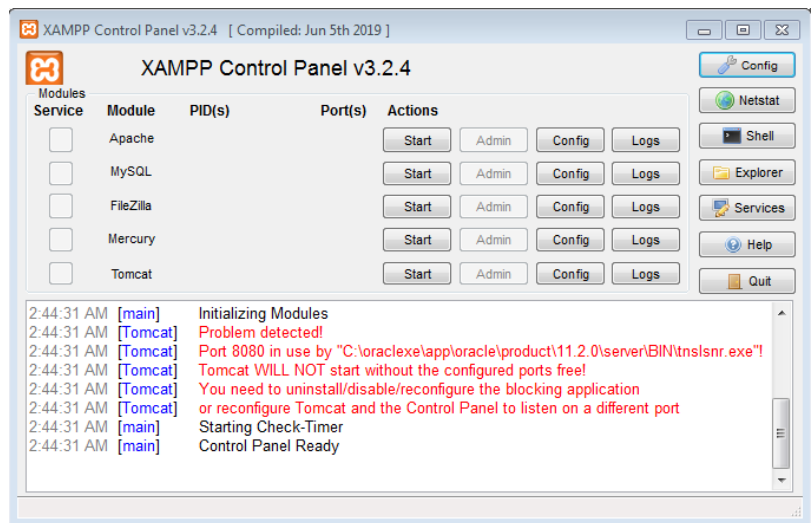 XAMPP Control Panel v3.2.4 [ Compiled: Jun 5th 2019 ]
XAMPP Control Panel v3.2.4
Config
Modules
Service Module PID(s) Port(s) Actions
Netstat
Apache Start Admin Config Logs
Shell
MySQL Start Admin Config Logs
Explorer
FileZilla Start Admin Config Logs
Services
Mercury Start Admin Config Logs
Help
Tomcat Start Admin Config Logs
Quit
2:44:31 AM [main] Initializing Modules
2:44:31 AM [Tomcat] Problem detected!
2:44:31 AM [Tomcat] Port 8080 in use by "C:\oraclexe\app\oracle\product\11.2.0\server\BIN\tnslsnr.exe"!
2:44:31 AM [Tomcat] Tomcat WILL NOT start without the configured ports free!
2:44:31 AM [Tomcat] You need to uninstall/disable/reconfigure the blocking application
2:44:31 AM [Tomcat] or reconfigure Tomcat and the Control Panel to listen on a different port
2:44:31 AM [main] Starting Check-Timer
2:44:31 AM [main] Control Panel Ready